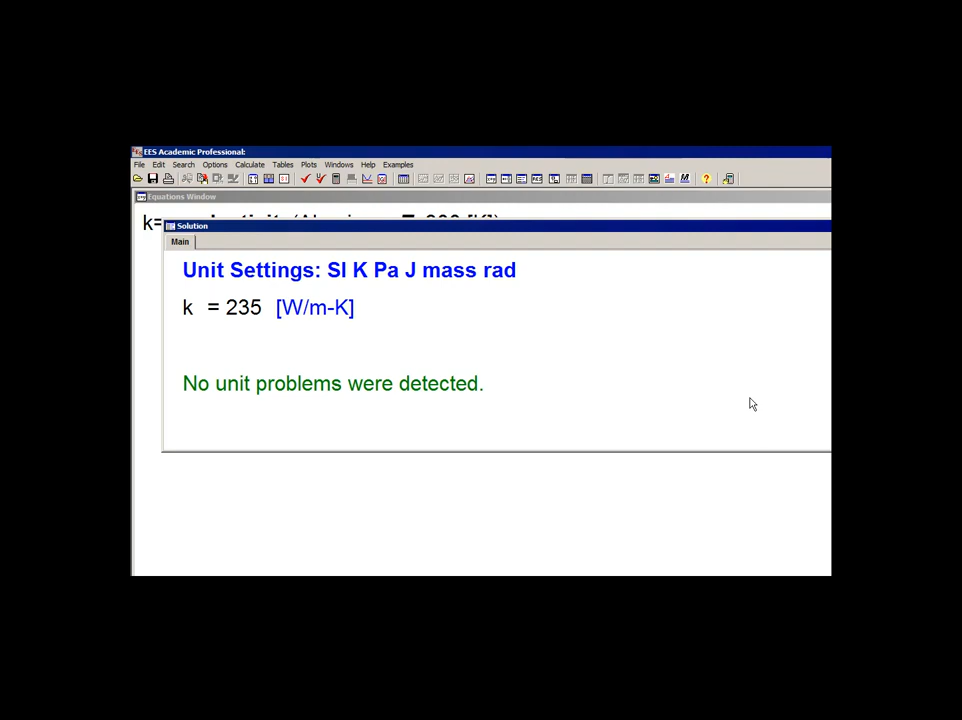 EES Academic Professional:
File Edit Search Options Calculate Tables Plots Windows Help Examples
Equations Window
k=
Solution
Main
Unit Settings: SI K Pa J mass rad
k = 235 [W/m-K]
No unit problems were detected.